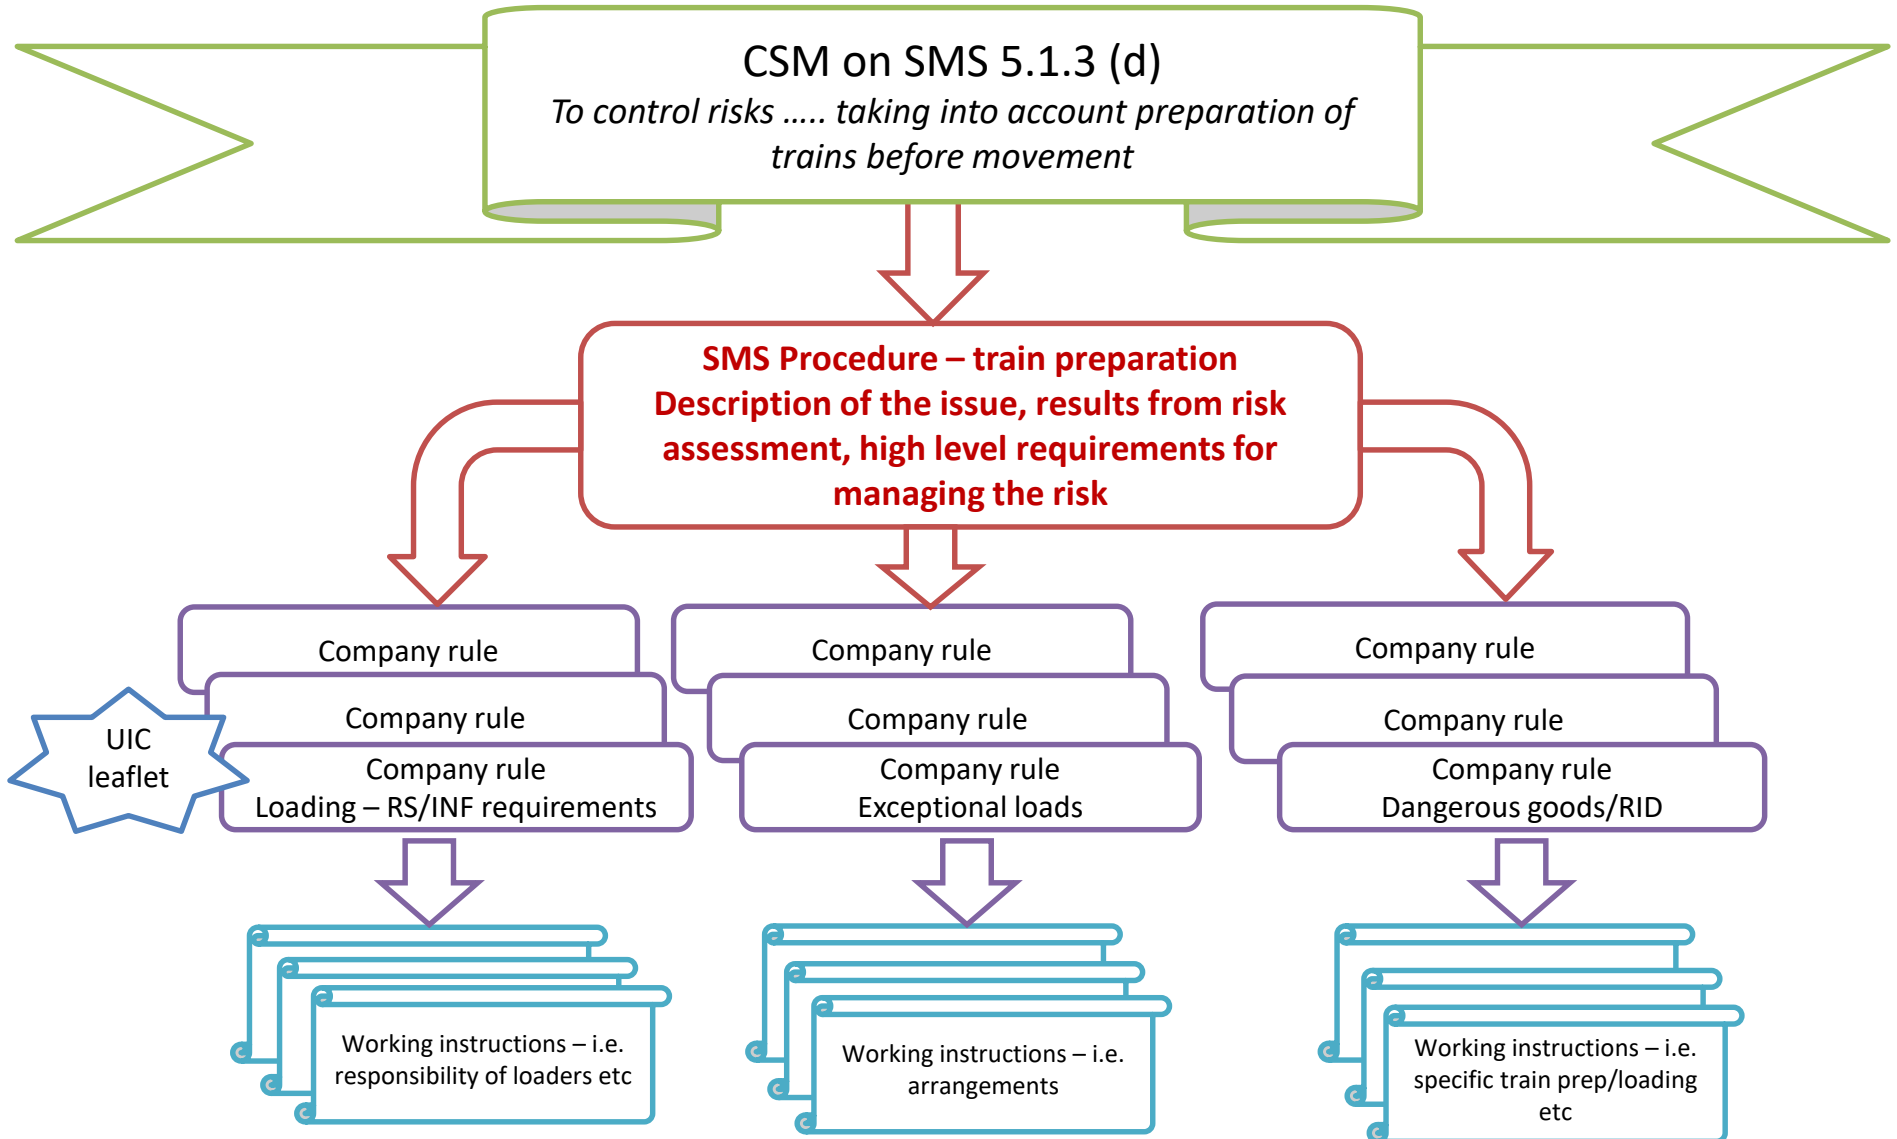 CSM on SMS 5.1.3 (d)
To control risks ..... taking into account preparation of
trains before movement
SMS Procedure – train preparation
Description of the issue, results from risk
assessment, high level requirements for
managing the risk
Company rule
Company rule
Company rule
Loading – RS/INF requirements
UIC
leaflet
Company rule
Company rule
Company rule
Exceptional loads
Company rule
Company rule
Company rule
Dangerous goods/RID
Working instructions – i.e.
responsibility of loaders etc
Working instructions – i.e.
arrangements
Working instructions – i.e.
specific train prep/loading
etc